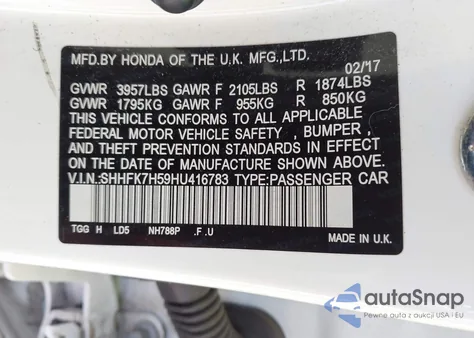 MFD.BY HONDA OF THE U.K. MFG.,LTD.
02/17
GVWR 3957LBS GAWR F 2105LBS R 1874LBS
GVWR 1795KG GAWR F 955KG R 850KG
THIS VEHICLE CONFORMS TO ALL APPLICABLE
FEDERAL MOTOR VEHICLE SAFETY , BUMPER ,
AND THEFT PREVENTION STANDARDS IN EFFECT
ON THE DATE OF MANUFACTURE SHOWN ABOVE.
V.I.N.:SHHFK7H59HU416783 TYPE:PASSENGER CAR
TGG H LD5 NH788P .F .U
MADE IN U.K.
autoSnap
Pewne auto z aukcji USA i EU